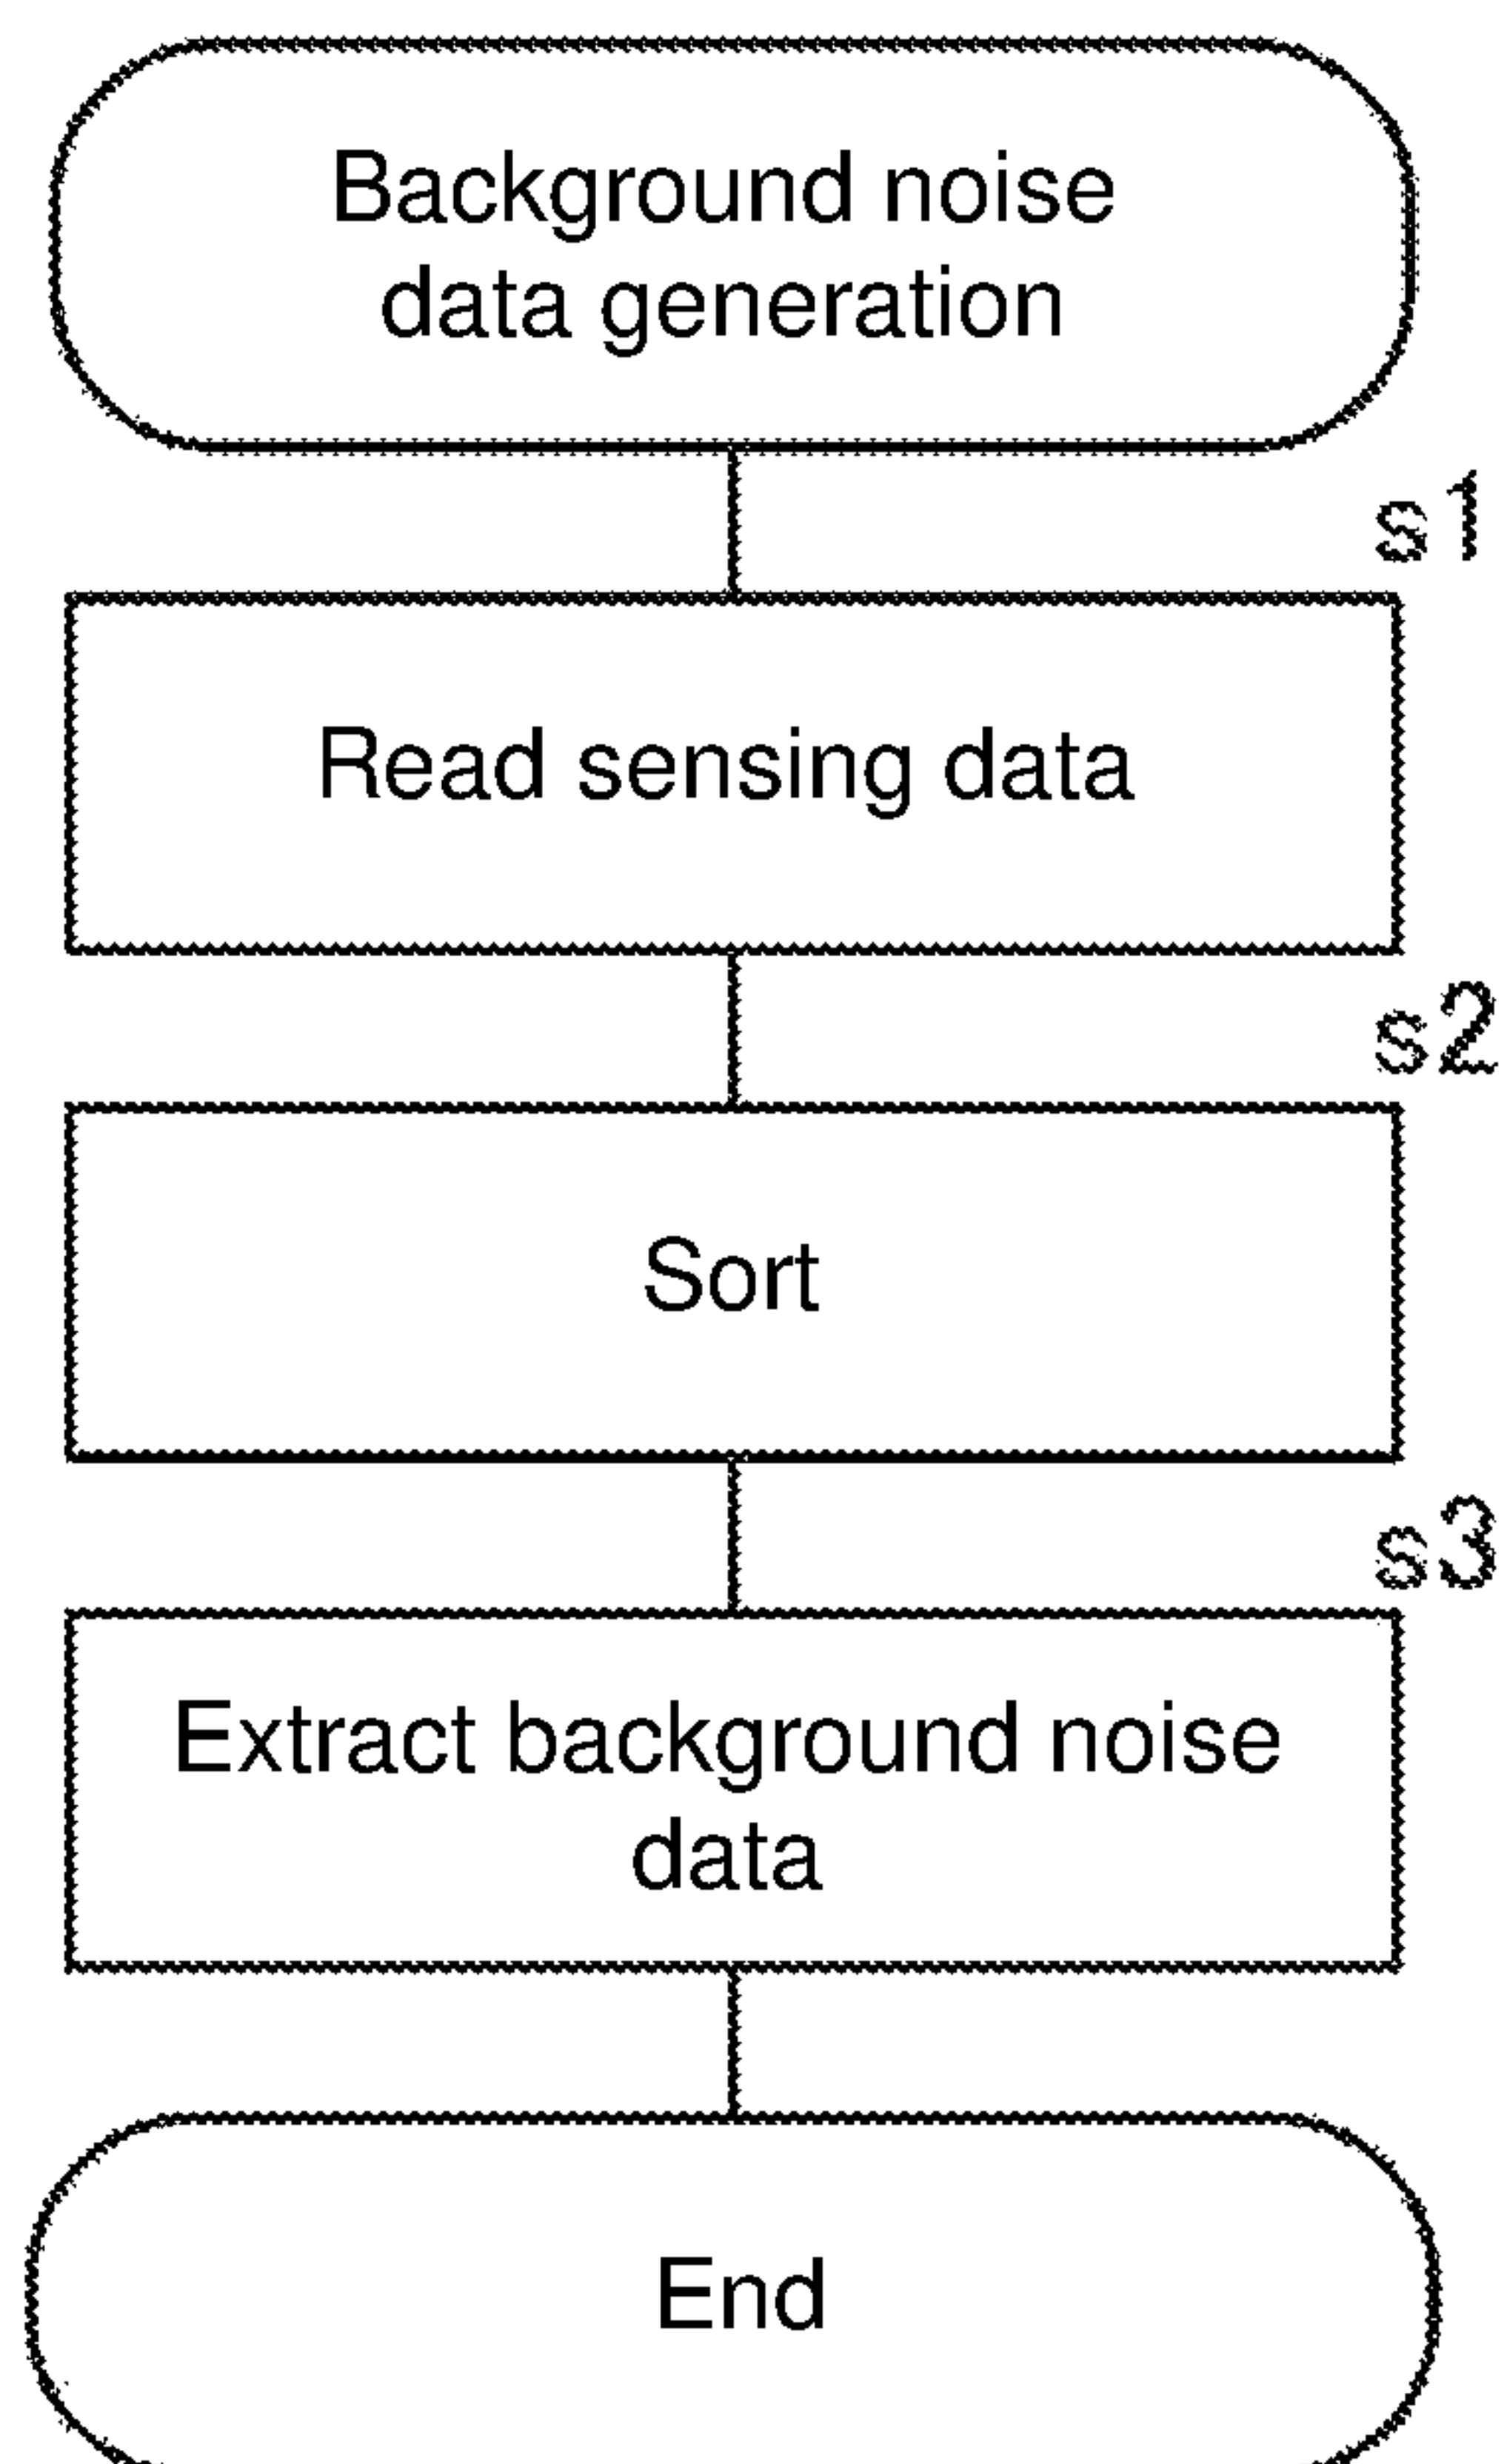 Background noise
data generation
s1
Read sensing data
s2
Sort
s3
Extract background noise
data
End